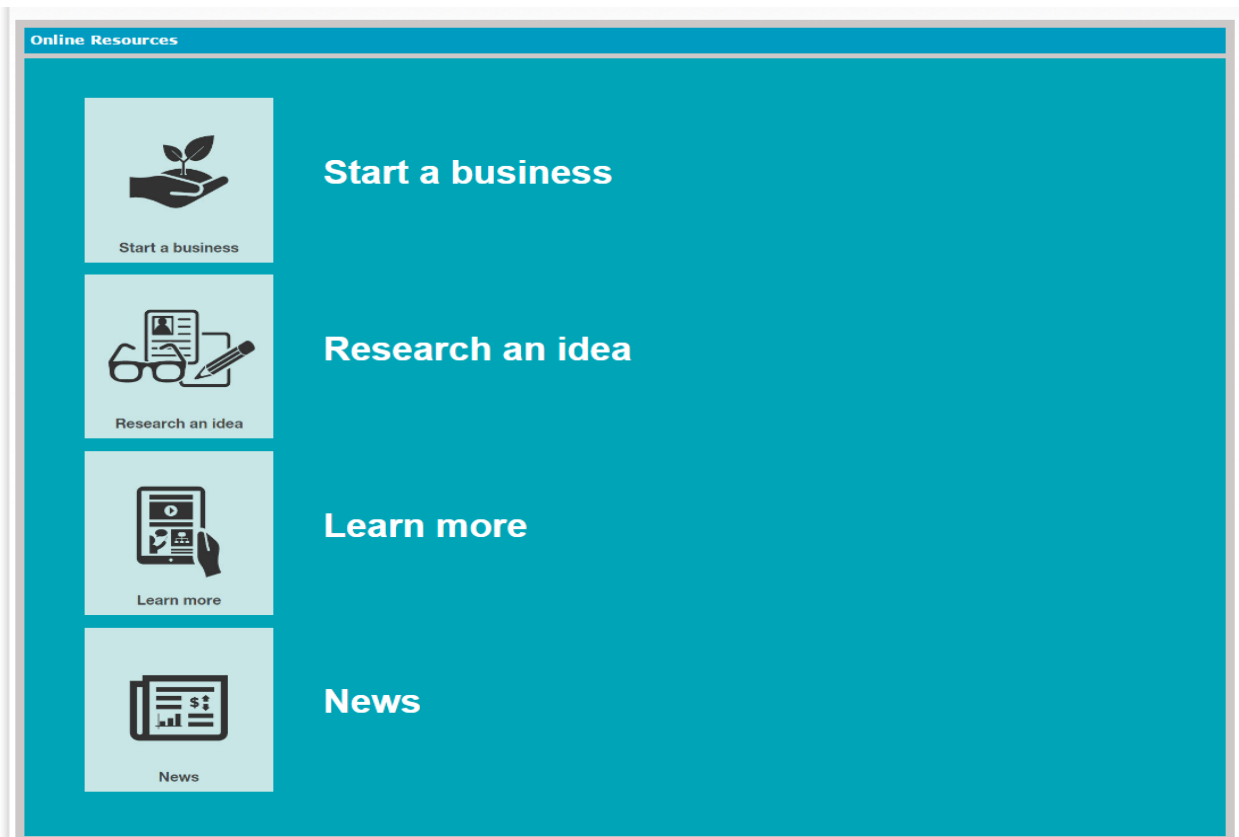 Online Resources
Start a business
Start a business
Research an idea
Research an idea
Learn more
Learn more
$
News
News